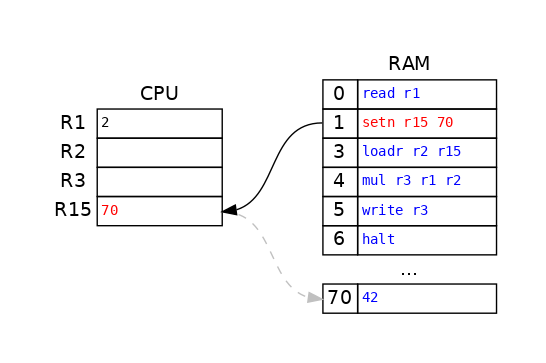 CPU
R1 2
R2
R3
R15 70
RAM
0 read r1
1 setn r15 70
3 loadr r2 r15
4 mul r3 r1 r2
5 write r3
6 halt
...
70 42